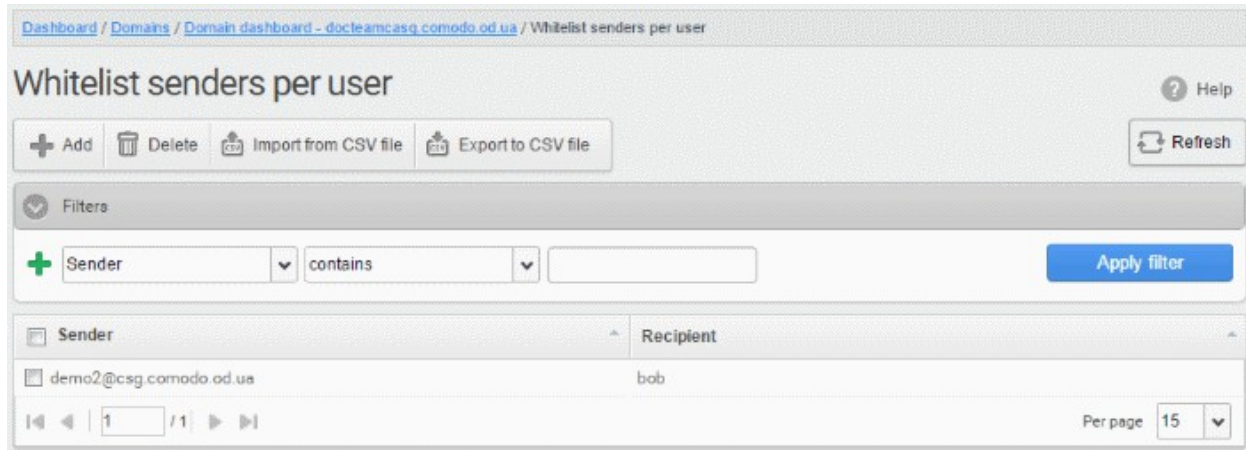 Dashboard / Domains / Domain dashboard - docteamcasg.comodo.od.ua / Whitelist senders per user
Whitelist senders per user
Help
Add Delete Import from CSV file Export to CSV file Refresh
Filters
Sender contains Apply filter
Sender Recipient
demo2@csg.comodo.od.ua bob
1 / 1 Per page 15